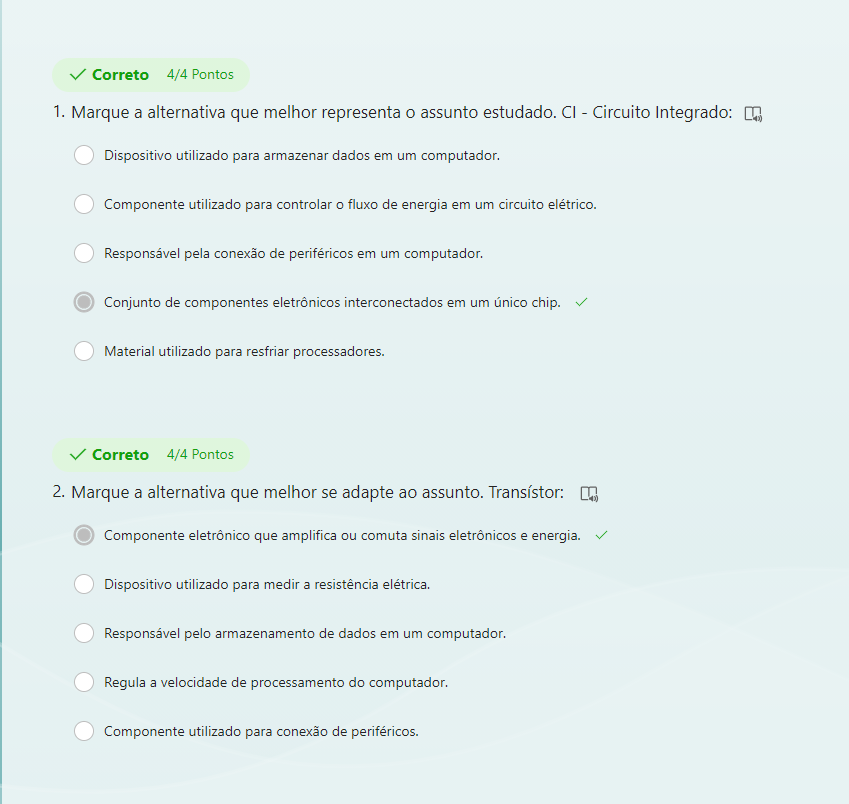 Correto 4/4 Pontos
1. Marque a alternativa que melhor representa o assunto estudado. CI - Circuito Integrado:
Dispositivo utilizado para armazenar dados em um computador.
Componente utilizado para controlar o fluxo de energia em um circuito elétrico.
Responsável pela conexão de periféricos em um computador.
Conjunto de componentes eletrônicos interconectados em um único chip.
Material utilizado para resfriar processadores.
Correto 4/4 Pontos
2. Marque a alternativa que melhor se adapte ao assunto. Transístor:
Componente eletrônico que amplifica ou comuta sinais eletrônicos e energia.
Dispositivo utilizado para medir a resistência elétrica.
Responsável pelo armazenamento de dados em um computador.
Regula a velocidade de processamento do computador.
Componente utilizado para conexão de periféricos.